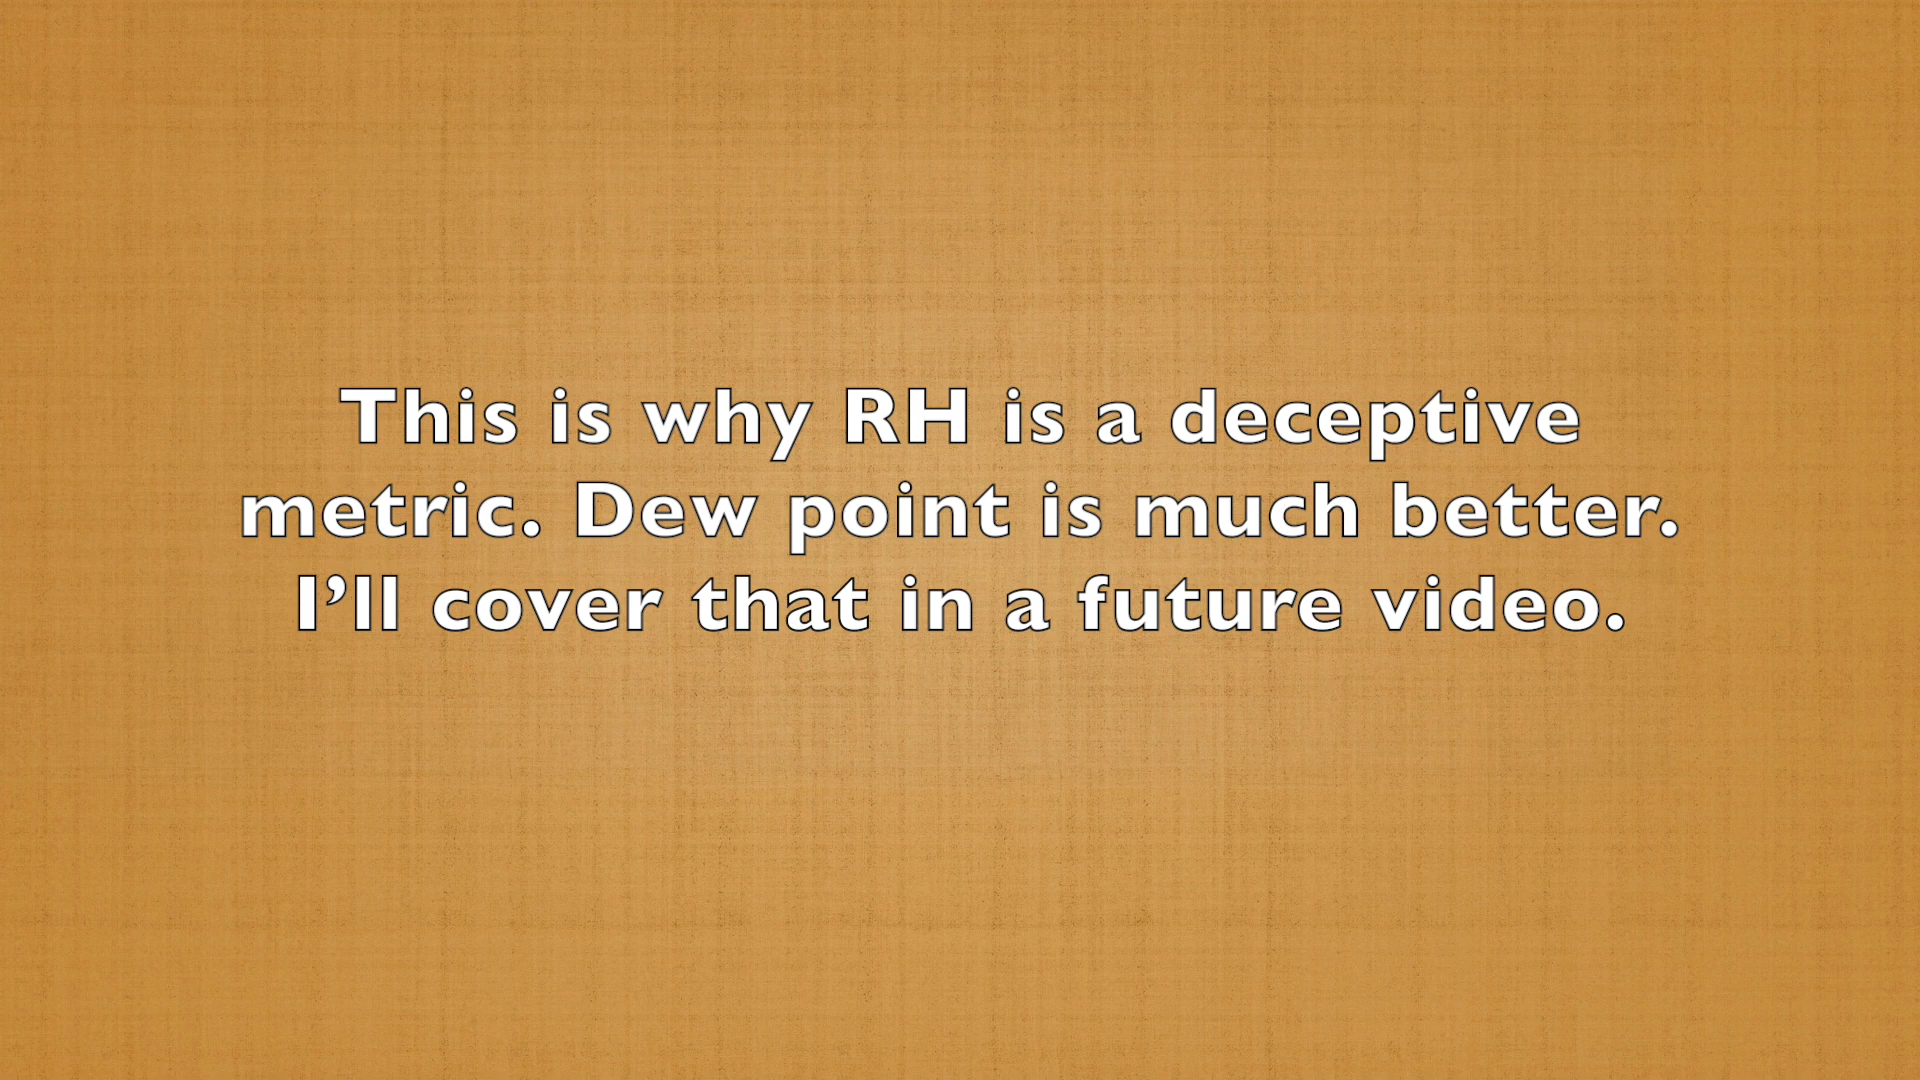 This is why RH is a deceptive
metric. Dew point is much better.
I’ll cover that in a future video.